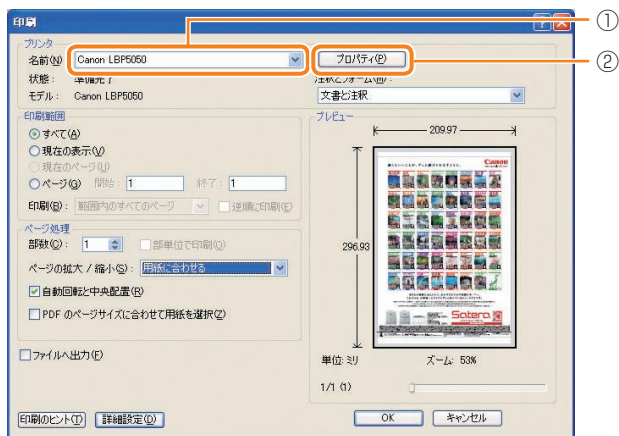 印刷
①
プリンタ
名前(N): Canon LBP5050
プロパティ(P)
②
状態: 準備完了
注釈とフォーム(M):
モデル: Canon LBP5050
文書と注釈
印刷範囲
すべて(A)
現在の表示(V)
現在のページ(U)
ページ(G) 開始: 1 終了: 1
印刷(B): 範囲内のすべてのページ 逆順に印刷(E)
ページ処理
部数(C): 1 部単位で印刷(O)
ページの拡大 / 縮小(S): 用紙に合わせる
自動回転と中央配置(R)
PDF のページサイズに合わせて用紙を選択(Z)
ファイルへ出力(F)
プレビュー
209.97
296.93
Canon
Satera
単位: ミリ ズーム: 53%
1/1 (1)
印刷のヒント(T) 詳細設定(D) OK キャンセル